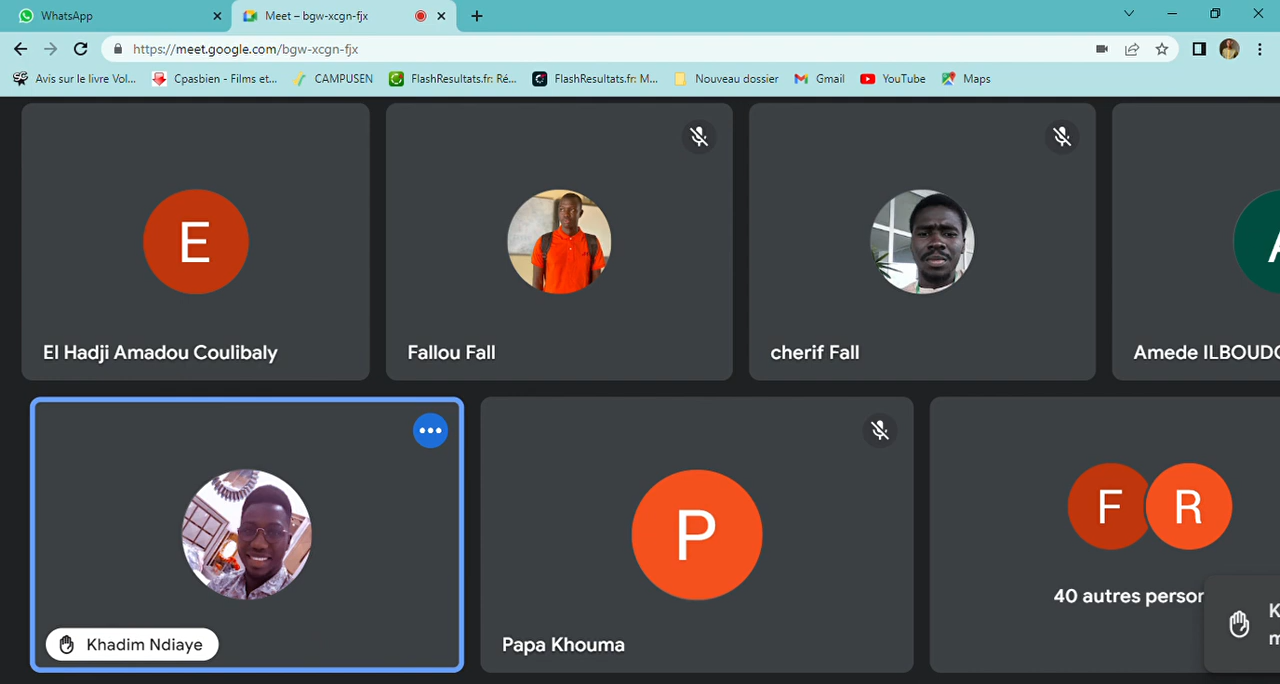 WhatsApp
Meet – bgw-xcgn-fjx
https://meet.google.com/bgw-xcgn-fjx
Avis sur le livre Vol...
Cpasbien - Films et...
CAMPUSEN
FlashResultats.fr: Ré...
FlashResultats.fr: M...
Nouveau dossier
Gmail
YouTube
Maps
E
El Hadji Amadou Coulibaly
Fallou Fall
cherif Fall
A
Amede ILBOUDO
Khadim Ndiaye
P
Papa Khouma
F
R
40 autres person
K
m